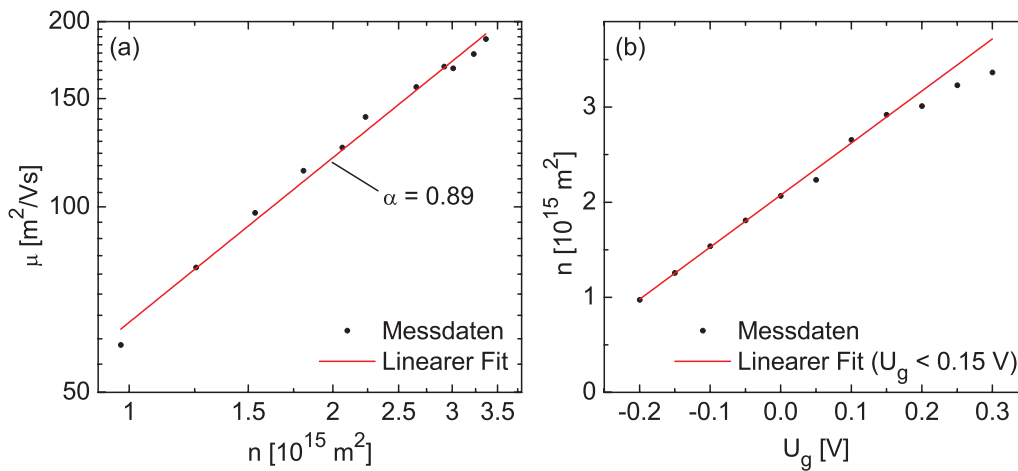 (a)
200
150
100
50
μ [m²/Vs]
α = 0.89
Messdaten
Linearer Fit
1
1.5
2
2.5
3
3.5
n [10¹⁵ m²]
(b)
3
2
1
0
n [10¹⁵ m²]
Messdaten
Linearer Fit (U_g < 0.15 V)
-0.2
-0.1
0.0
0.1
0.2
0.3
U_g [V]